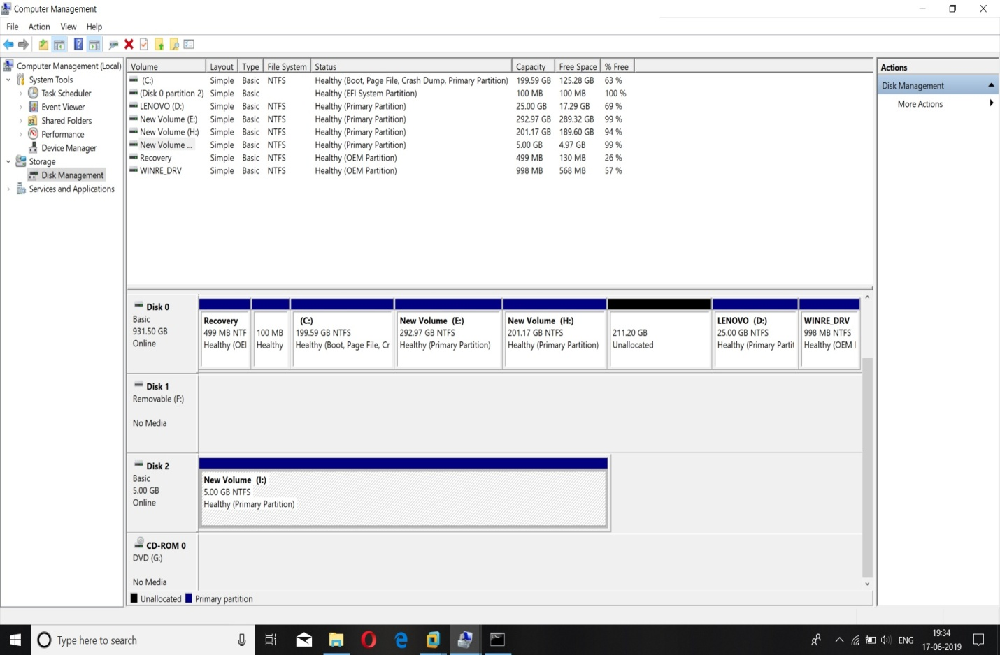 Computer Management
File Action View Help
Computer Management (Local)
System Tools
Task Scheduler
Event Viewer
Shared Folders
Performance
Device Manager
Storage
Disk Management
Services and Applications
Volume Layout Type File System Status Capacity Free Space % Free
(C:) Simple Basic NTFS Healthy (Boot, Page File, Crash Dump, Primary Partition) 199.59 GB 125.28 GB 63 %
(Disk 0 partition 2) Simple Basic Healthy (EFI System Partition) 100 MB 100 MB 100 %
LENOVO (D:) Simple Basic NTFS Healthy (Primary Partition) 25.00 GB 17.29 GB 69 %
New Volume (E:) Simple Basic NTFS Healthy (Primary Partition) 292.97 GB 289.32 GB 99 %
New Volume (H:) Simple Basic NTFS Healthy (Primary Partition) 201.17 GB 189.60 GB 94 %
New Volume ... Simple Basic NTFS Healthy (Primary Partition) 5.00 GB 4.97 GB 99 %
Recovery Simple Basic NTFS Healthy (OEM Partition) 499 MB 130 MB 26 %
WINRE_DRV Simple Basic NTFS Healthy (OEM Partition) 998 MB 568 MB 57 %
Disk 0
Basic
931.50 GB
Online
Recovery
499 MB NTF
Healthy (OEI
100 MB
Healthy
(C:)
199.59 GB NTFS
Healthy (Boot, Page File, Cr
New Volume (E:)
292.97 GB NTFS
Healthy (Primary Partition)
New Volume (H:)
201.17 GB NTFS
Healthy (Primary Partition)
211.20 GB
Unallocated
LENOVO (D:)
25.00 GB NTFS
Healthy (Primary Partit
WINRE_DRV
998 MB NTFS
Healthy (OEM
Disk 1
Removable (F:)
No Media
Disk 2
Basic
5.00 GB
Online
New Volume (I:)
5.00 GB NTFS
Healthy (Primary Partition)
CD-ROM 0
DVD (G:)
No Media
Unallocated Primary partition
Actions
Disk Management
More Actions
Type here to search
ENG
19:34
17-06-2019